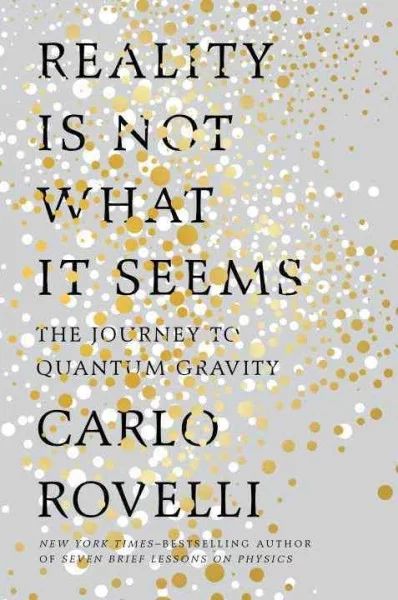 REALITY
IS NOT
WHAT
IT SEEMS
THE JOURNEY TO
QUANTUM GRAVITY
CARLO
ROVELLI
NEW YORK TIMES–BESTSELLING AUTHOR
OF SEVEN BRIEF LESSONS ON PHYSICS